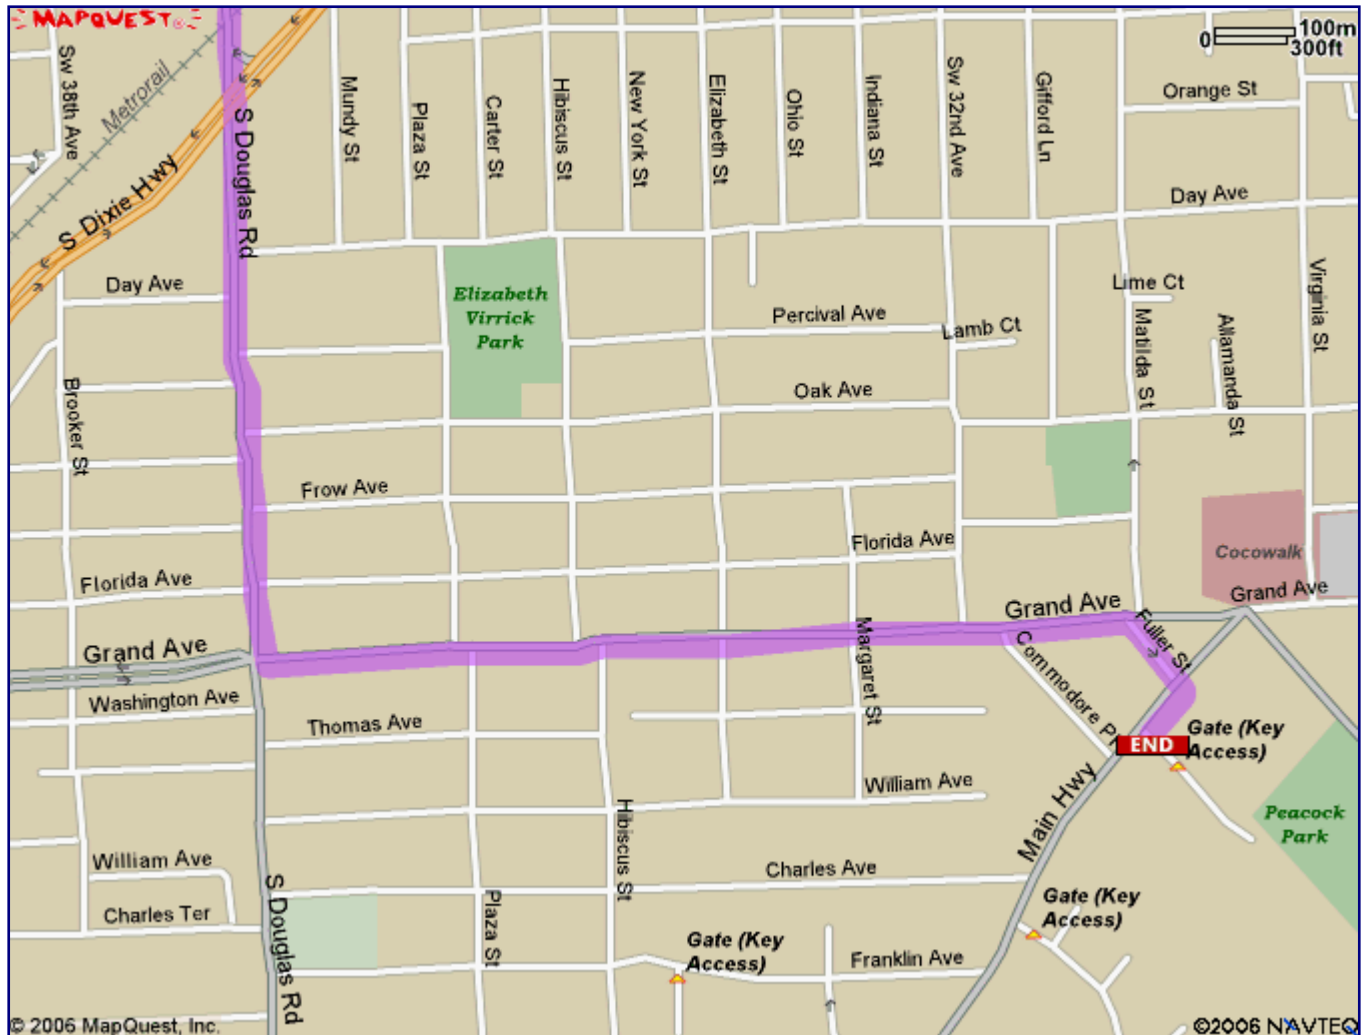 MAPQUEST
100m
0
300ft
Sw 38th Ave
Metrorail
S Dixie Hwy
S Douglas Rd
Mundy St
Plaza St
Carter St
Hibiscus St
New York St
Elizabeth St
Ohio St
Indiana St
Sw 32nd Ave
Gifford Ln
Orange St
Day Ave
Day Ave
Elizabeth
Virrick
Park
Percival Ave
Lamb Ct
Lime Ct
Matilda St
Allamanda St
Virginia St
Brooker St
Oak Ave
Frow Ave
Florida Ave
Florida Ave
Cocowalk
Grand Ave
Grand Ave
Grand Ave
Fuller St
Commodore Pl
Margaret St
Washington Ave
Thomas Ave
END
Gate (Key
Access)
William Ave
Main Hwy
Peacock
Park
Hibiscus St
William Ave
Charles Ave
Charles Ter
S Douglas Rd
Plaza St
Gate (Key
Access)
Gate (Key
Access)
Franklin Ave
© 2006 MapQuest, Inc.
©2006 NAVTEQ